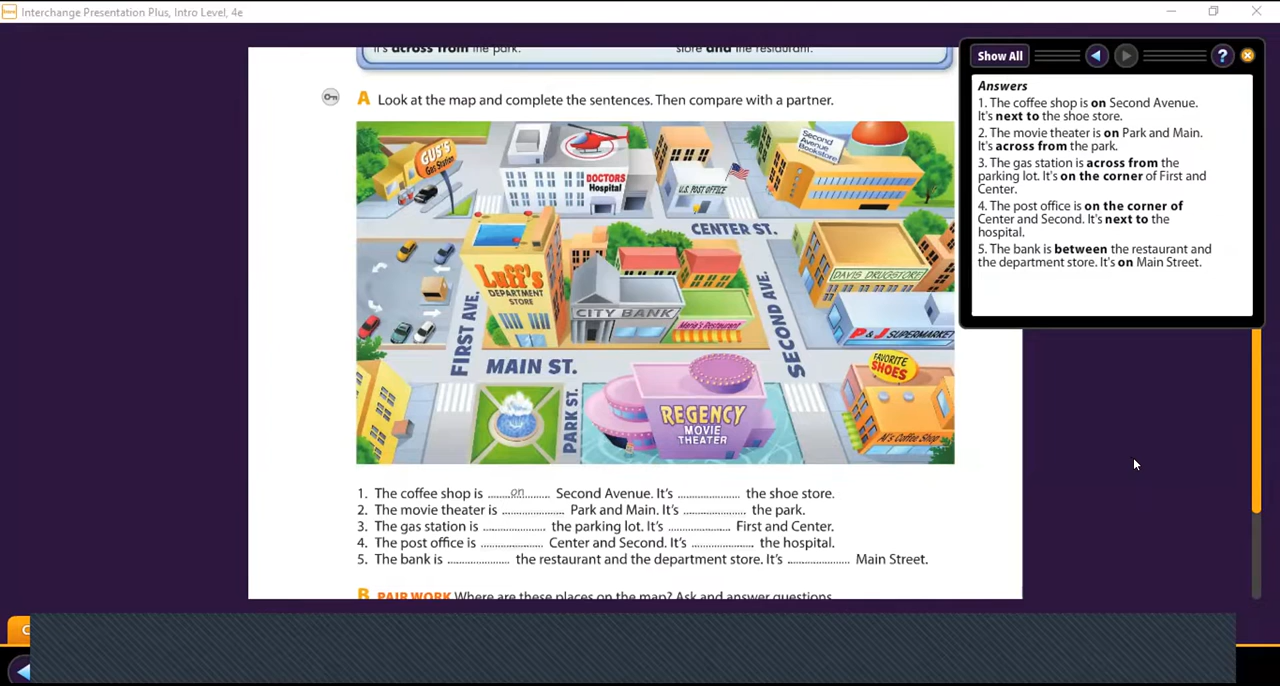 Interchange Presentation Plus, Intro Level, 4e
It's across from the park.
store and the restaurant.
A Look at the map and complete the sentences. Then compare with a partner.
GUS'S
Gas Station
DOCTORS
Hospital
U.S. POST OFFICE
Second
Avenue
Bookstore
CENTER ST.
Luff's
DEPARTMENT
STORE
CITY BANK
Maria's Restaurant
DAVIS DRUGSTORE
P & J SUPERMARKET
FIRST AVE.
SECOND AVE.
MAIN ST.
PARK ST.
REGENCY
MOVIE
THEATER
FAVORITE
SHOES
Al's Coffee Shop
1. The coffee shop is ....on.... Second Avenue. It's .................... the shoe store.
2. The movie theater is .................... Park and Main. It's .................... the park.
3. The gas station is .................... the parking lot. It's .................... First and Center.
4. The post office is .................... Center and Second. It's .................... the hospital.
5. The bank is .................... the restaurant and the department store. It's .................... Main Street.
B PAIR WORK Where are these places on the map? Ask and answer questions.
Show All
?
Answers
1. The coffee shop is on Second Avenue.
It's next to the shoe store.
2. The movie theater is on Park and Main.
It's across from the park.
3. The gas station is across from the
parking lot. It's on the corner of First and
Center.
4. The post office is on the corner of
Center and Second. It's next to the
hospital.
5. The bank is between the restaurant and
the department store. It's on Main Street.